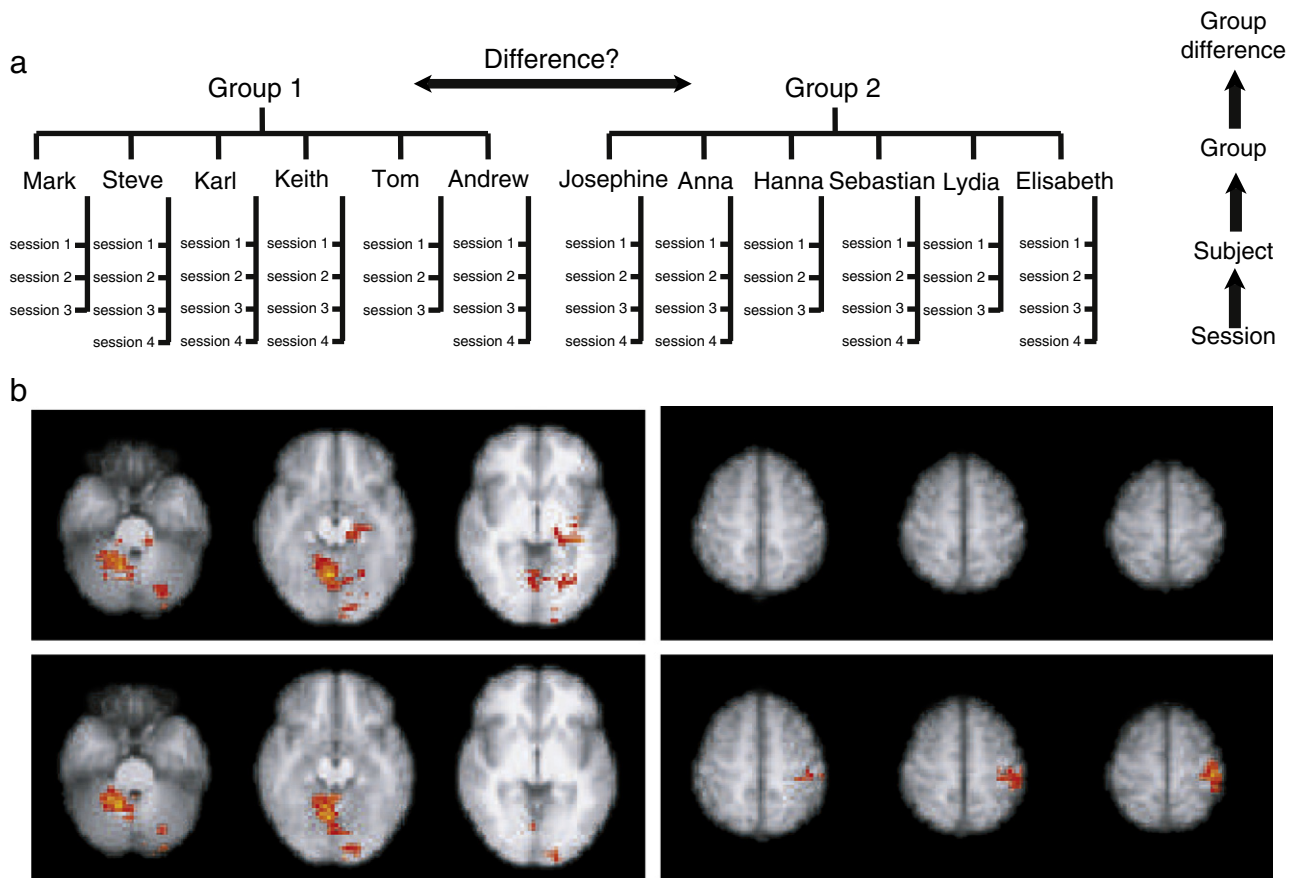 a
Difference?
Group 1
Group 2
Mark Steve Karl Keith Tom Andrew Josephine Anna Hanna Sebastian Lydia Elisabeth
session 1 session 1 session 1 session 1 session 1 session 1 session 1 session 1 session 1 session 1 session 1 session 1
session 2 session 2 session 2 session 2 session 2 session 2 session 2 session 2 session 2 session 2 session 2 session 2
session 3 session 3 session 3 session 3 session 3 session 3 session 3 session 3 session 3 session 3 session 3 session 3
session 4 session 4 session 4 session 4 session 4 session 4 session 4 session 4
Group
difference
Group
Subject
Session
b